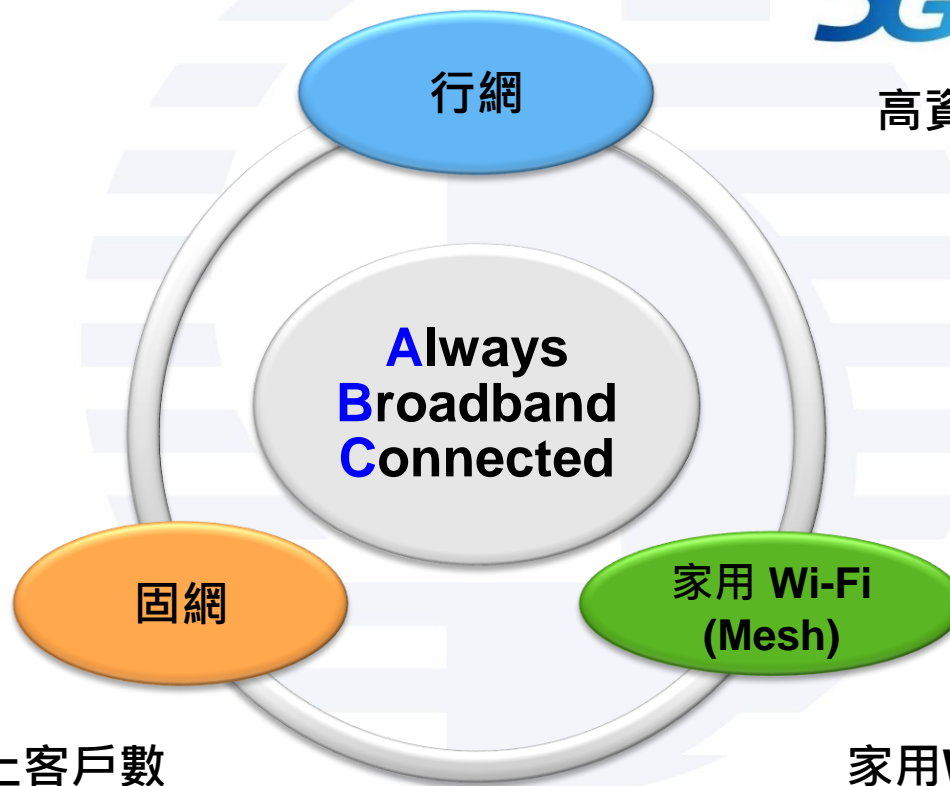 5G
行網
高資
Always
Broadband
Connected
固網
家用 Wi-Fi
(Mesh)
客戶數
家用